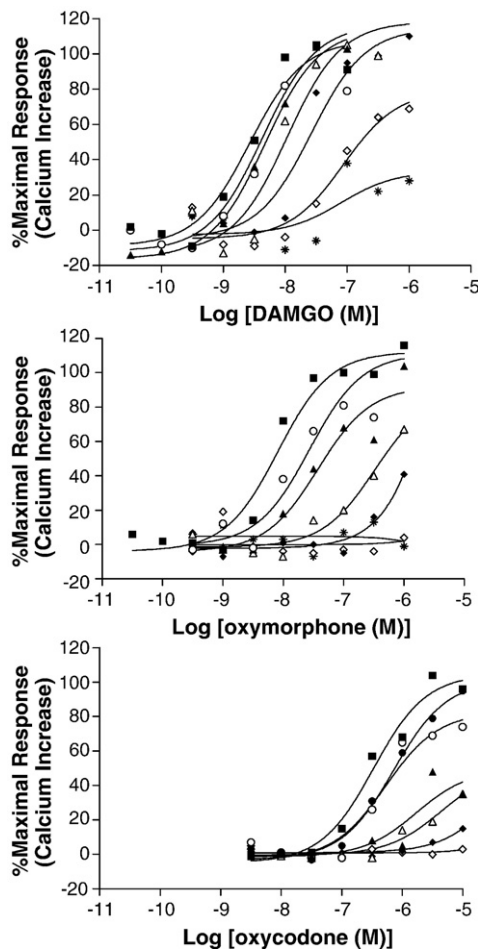 %Maximal Response
(Calcium Increase)
120
100
80
60
40
20
0
-20
-11 -10 -9 -8 -7 -6 -5
Log [DAMGO (M)]
%Maximal Response
(Calcium Increase)
120
100
80
60
40
20
0
-20
-11 -10 -9 -8 -7 -6 -5
Log [oxymorphone (M)]
%Maximal Response
(Calcium Increase)
120
100
80
60
40
20
0
-20
-11 -10 -9 -8 -7 -6 -5
Log [oxycodone (M)]